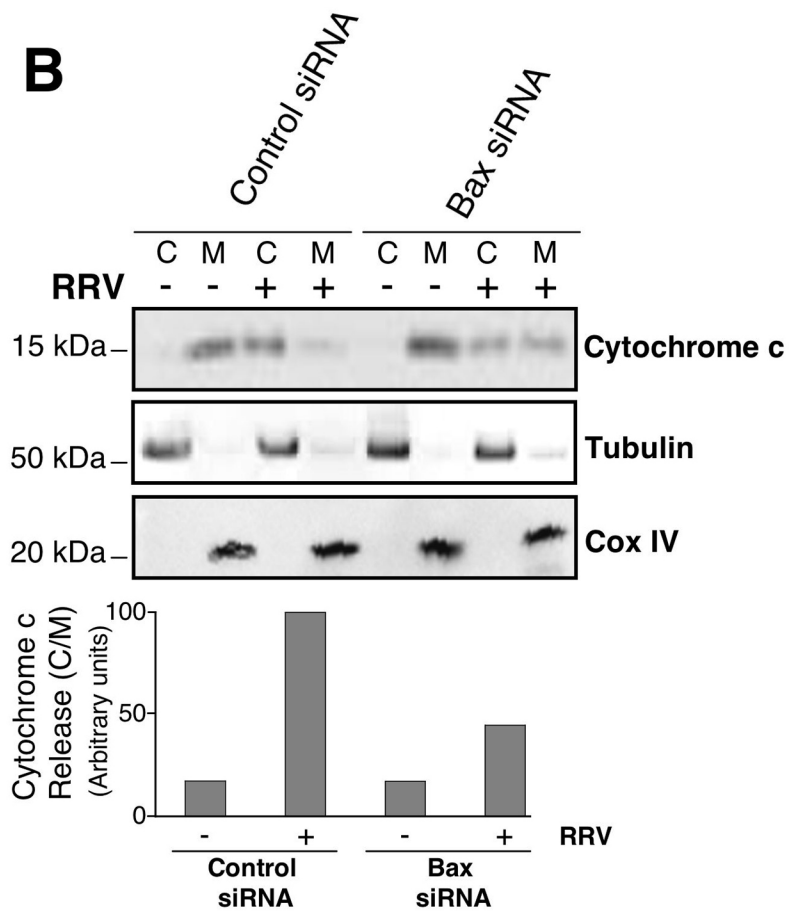 B
Control siRNA
Bax siRNA
C M C M C M C M
RRV - - + + - - + +
15 kDa
Cytochrome c
50 kDa
Tubulin
20 kDa
Cox IV
Cytochrome c
Release (C/M)
(Arbitrary units)
100
50
0
- + - + RRV
Control
siRNA
Bax
siRNA